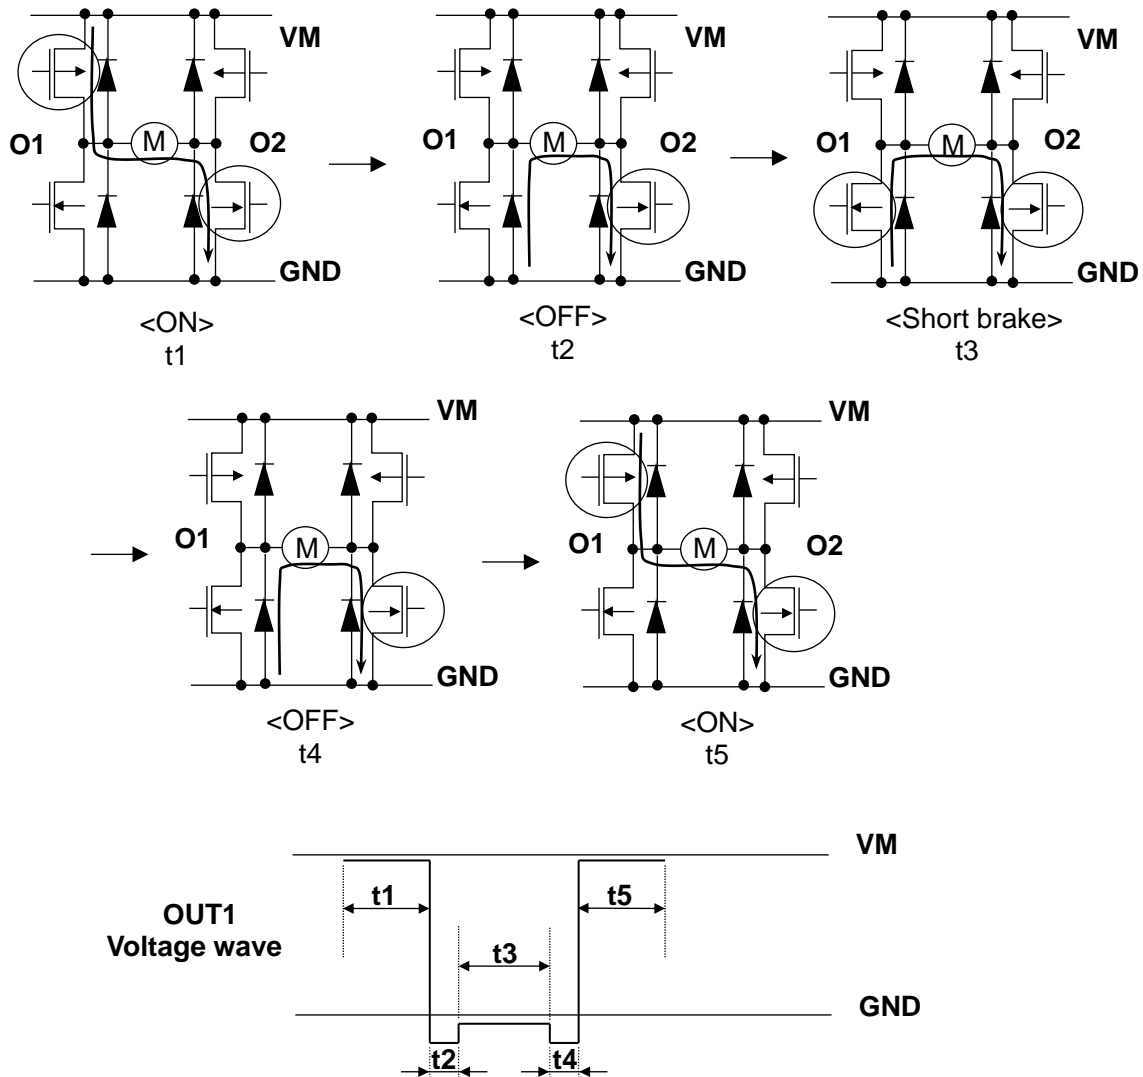 VM VM VM
O1 M O2 O1 M O2 O1 M O2
GND GND GND
<ON> <OFF> <Short brake>
t1 t2 t3
VM VM
O1 M O1 M O2
GND GND
<OFF> <ON>
t4 t5
VM
t1 t5
OUT1
Voltage wave
t3
GND
t2 t4